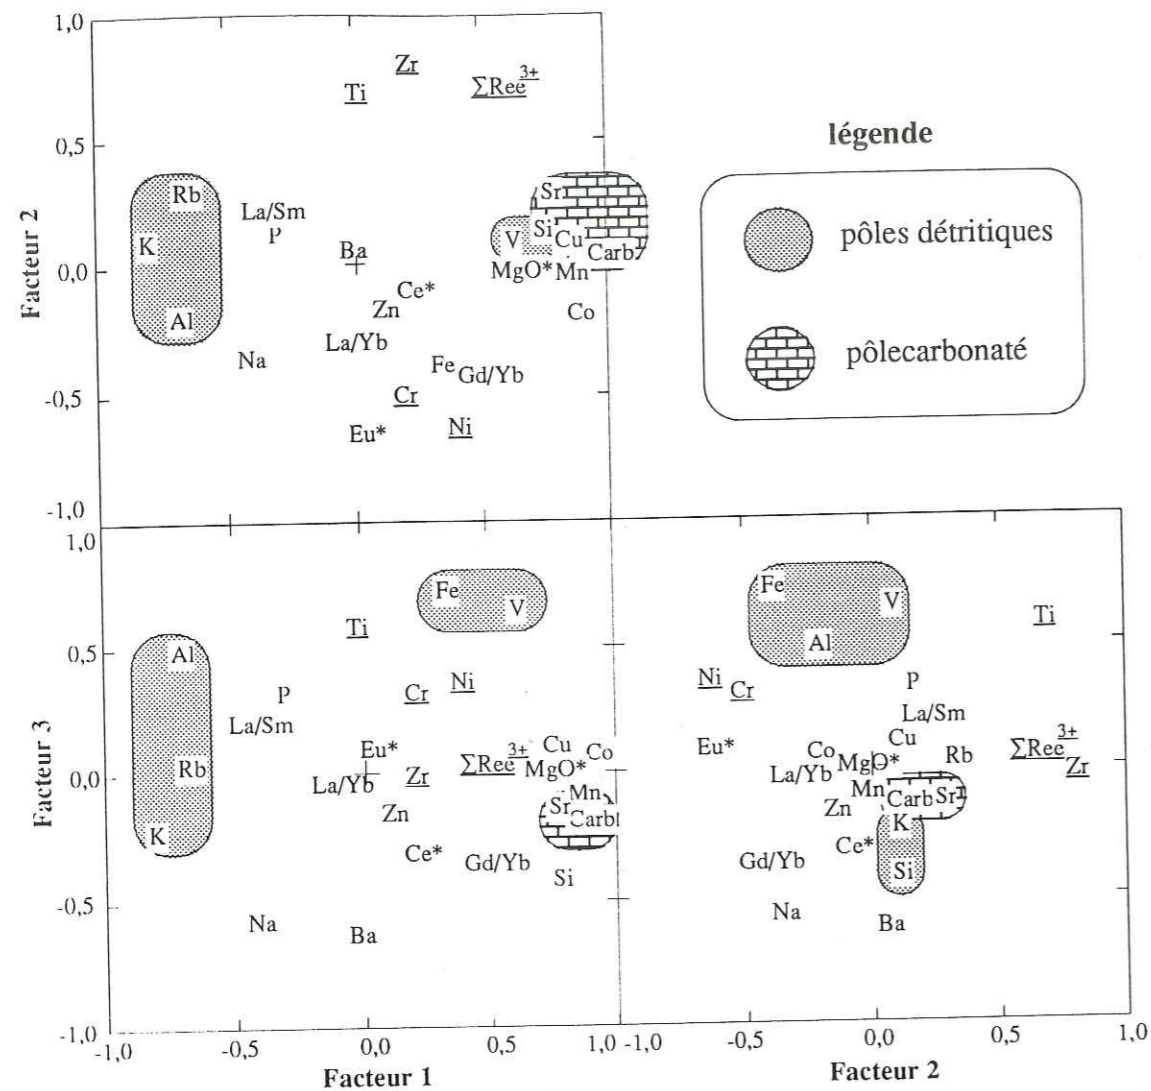 1,0
0,5
0,0
-0,5
-1,0
Facteur 2
Zr
Ti
ΣRee3+
Rb
La/Sm
P
K
Ba
Sr
Si
V
Cu
Carb
MgO*
Mn
Ce*
Zn
Co
Al
La/Yb
Na
Fe
Gd/Yb
Cr
Eu*
Ni
légende
pôles détritiques
pôlecarbonaté
1,0
0,5
0,0
-0,5
-1,0
Facteur 3
Fe
V
Ti
Al
P
Cr
Ni
La/Sm
Eu*
Cu
Co
Rb
La/Yb
Zr
ΣRee3+
MgO*
Mn
Sr
Carb
Zn
K
Ce*
Gd/Yb
Si
Na
Ba
-1,0
-0,5
0,0
0,5
1,0
Facteur 1
Fe
V
Ti
Al
Ni
Cr
P
La/Sm
Eu*
Co
Cu
ΣRee3+
La/Yb
MgO*
Rb
Zr
Mn
Carb
Sr
Zn
K
Ce*
Gd/Yb
Si
Na
Ba
-1,0
-0,5
0,0
0,5
1,0
Facteur 2